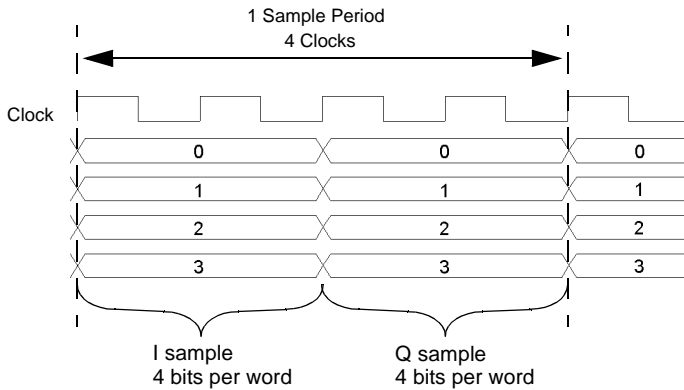 1 Sample Period
4 Clocks
Clock
0 0 0
1 1 1
2 2 2
3 3 3
I sample
4 bits per word
Q sample
4 bits per word